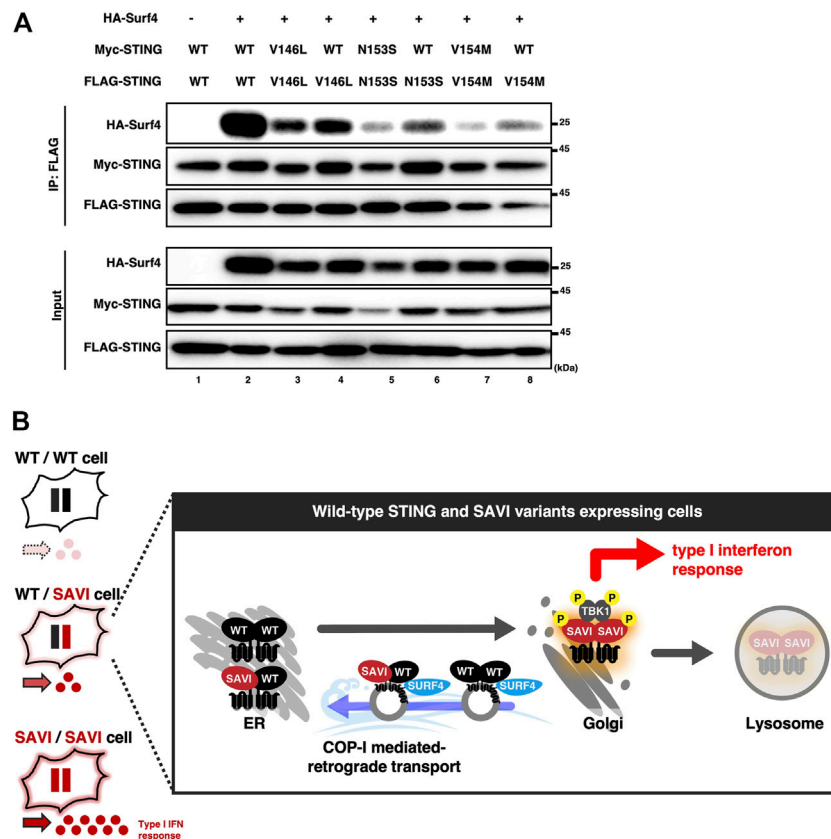 A
HA-Surf4 - + + + + + + +
Myc-STING WT WT V146L WT N153S WT V154M WT
FLAG-STING WT WT V146L V146L N153S N153S V154M V154M
IP: FLAG
HA-Surf4 25
45
Myc-STING
45
FLAG-STING
Input
HA-Surf4 25
45
Myc-STING
45
FLAG-STING
(kDa)
1 2 3 4 5 6 7 8
B
WT / WT cell
WT / SAVI cell
SAVI / SAVI cell
Type I IFN
response
Wild-type STING and SAVI variants expressing cells
type I interferon
response
P P
TBK1
P P
SAVI SAVI
WT WT
SAVI WT
ER
SAVI WT
SURF4
WT WT
SURF4
COP-I mediated-
retrograde transport
Golgi
SAVI SAVI
Lysosome